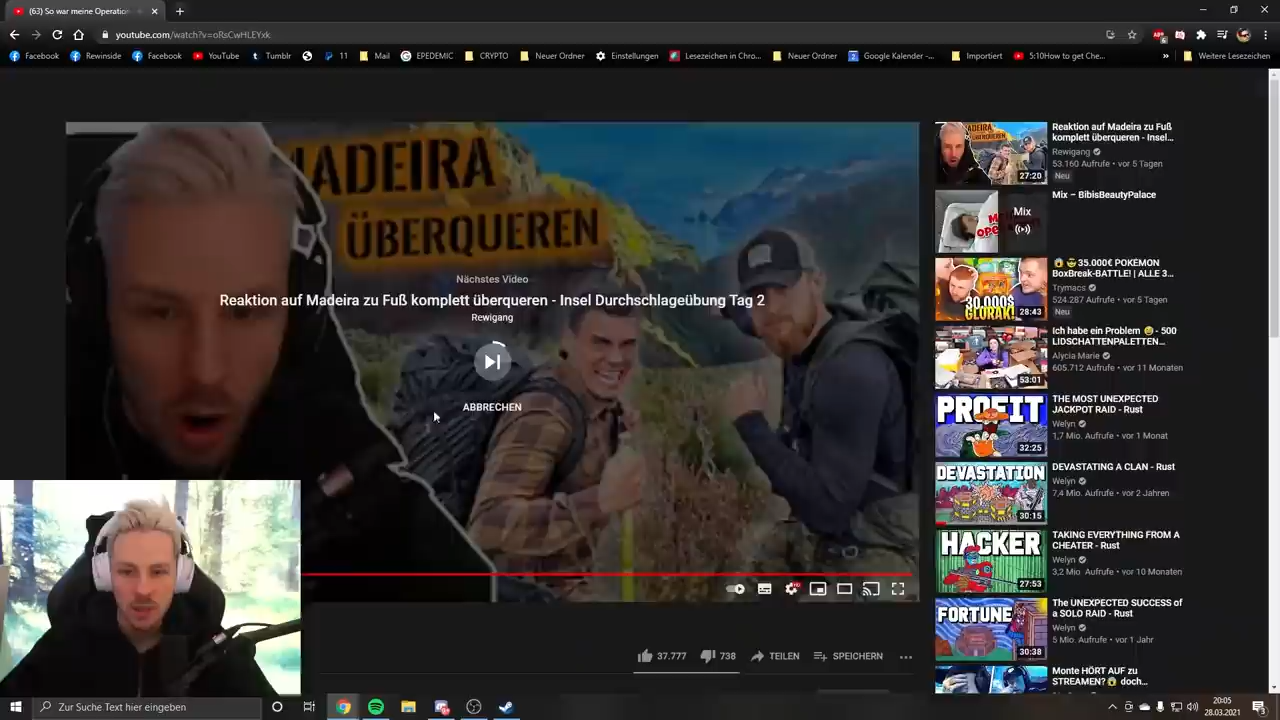 (63) So war meine Operation
youtube.com/watch?v=oRsCwHLEYxk
Facebook
Rewinside
Facebook
YouTube
Tumblr
11
Mail
EPEDEMIC
CRYPTO
Neuer Ordner
Einstellungen
Lesezeichen in Chro...
Neuer Ordner
Google Kalender -...
Importiert
5:10How to get Che...
Weitere Lesezeichen
ÜBERQUEREN
Nächstes Video
Reaktion auf Madeira zu Fuß komplett überqueren - Insel Durchschlageübung Tag 2
Rewigang
ABBRECHEN
37.777
738
TEILEN
SPEICHERN
ÜBERQUEREN
27:20
Reaktion auf Madeira zu Fuß
komplett überqueren - Insel...
Rewigang
53.160 Aufrufe • vor 5 Tagen
Neu
Mix
Mix – BibisBeautyPalace
30.000$
GLORAK!
28:43
35.000€ POKÉMON
BoxBreak-BATTLE! | ALLE 3...
Trymacs
524.287 Aufrufe • vor 5 Tagen
Neu
53:01
Ich habe ein Problem 😅 - 500
LIDSCHATTENPALETTEN...
Alycia Marie
605.712 Aufrufe • vor 11 Monaten
PROFIT
32:25
THE MOST UNEXPECTED
JACKPOT RAID - Rust
Welyn
1,7 Mio. Aufrufe • vor 1 Monat
DEVASTATION
30:15
DEVASTATING A CLAN - Rust
Welyn
7,4 Mio. Aufrufe • vor 2 Jahren
HACKER
27:53
TAKING EVERYTHING FROM A
CHEATER - Rust
Welyn
3,2 Mio. Aufrufe • vor 10 Monaten
FORTUNE
30:38
The UNEXPECTED SUCCESS of
a SOLO RAID - Rust
Welyn
5 Mio. Aufrufe • vor 1 Jahr
Monte HÖRT AUF zu
STREAMEN?😱 doch...
Zur Suche Text hier eingeben
20:05
28.03.2021